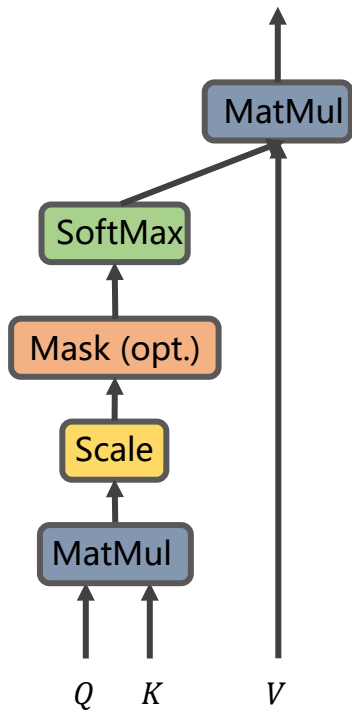 MatMul
SoftMax
Mask (opt.)
Scale
MatMul
Q K V